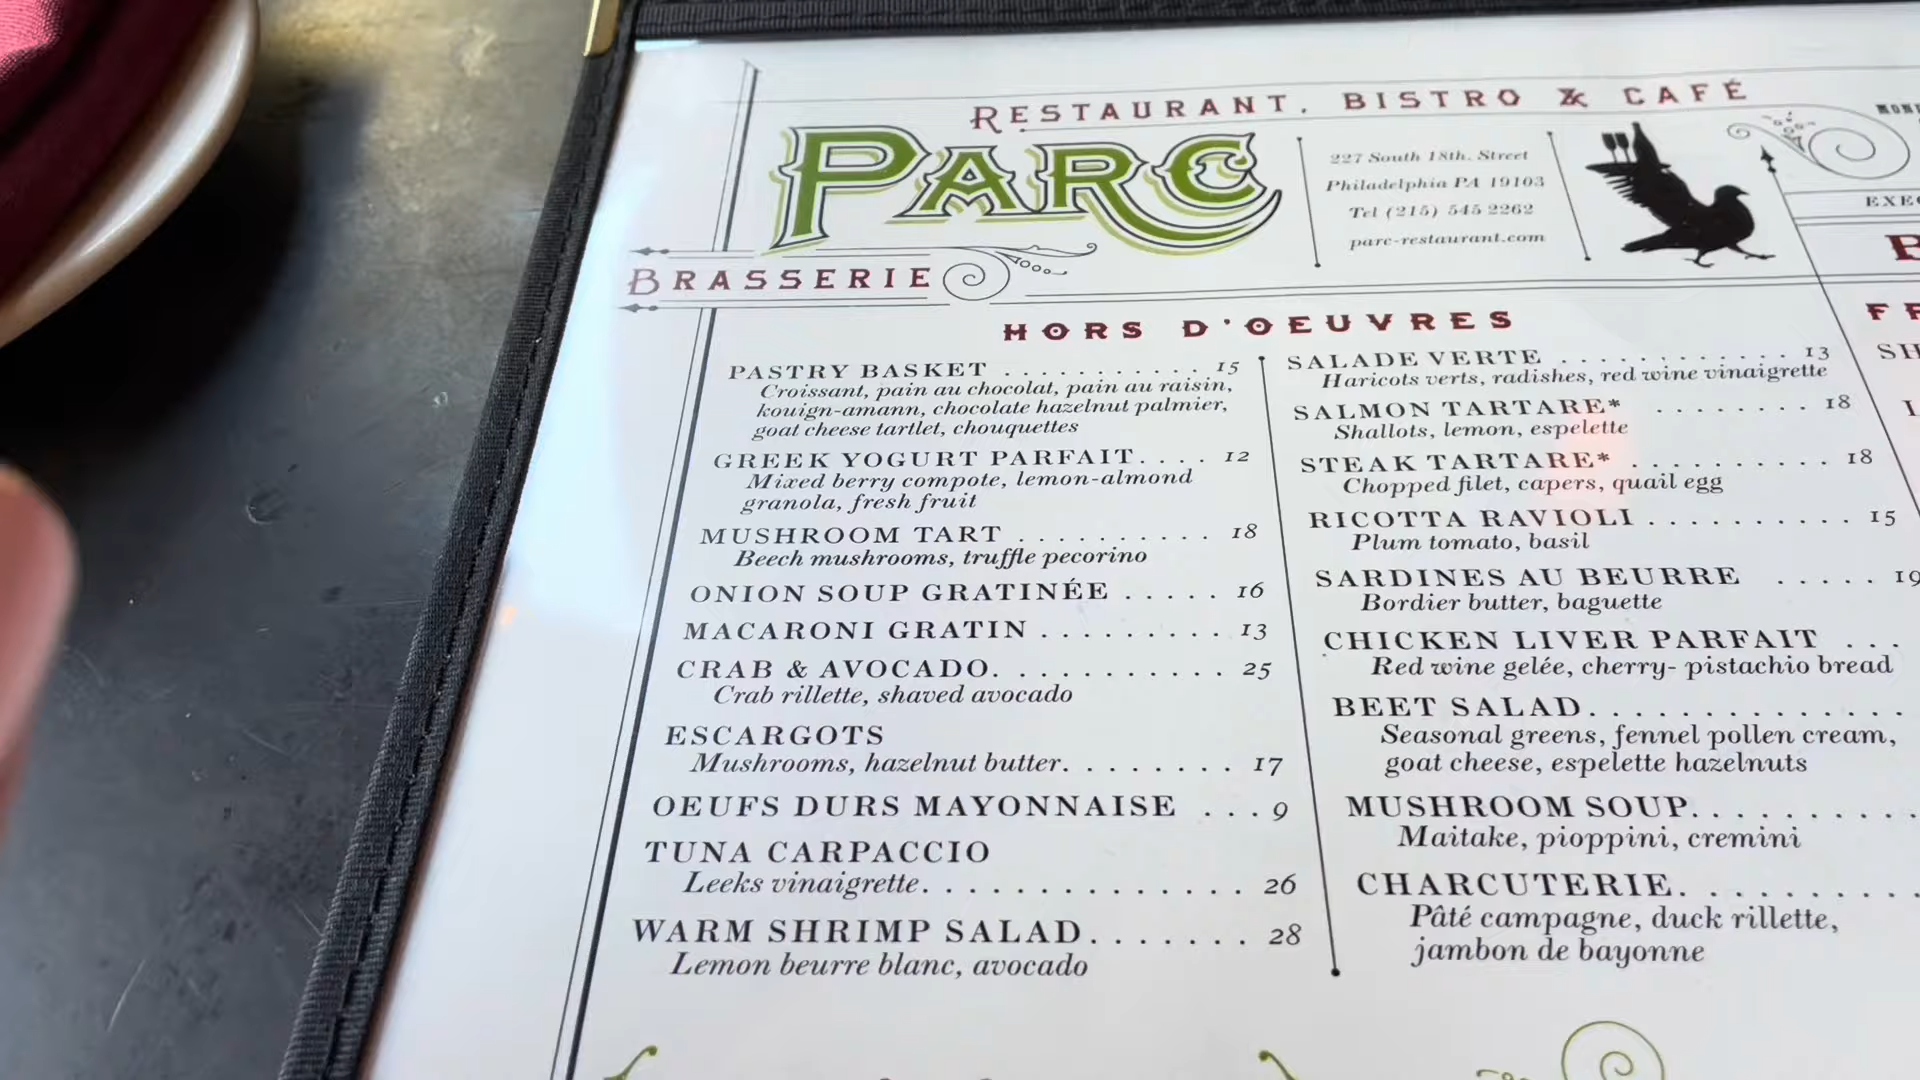 RESTAURANT, BISTRO & CAFÉ
PARC
227 South 18th. Street
Philadelphia PA 19103
Tel (215) 545 2262
parc-restaurant.com
BRASSERIE
HORS D'OEUVRES
PASTRY BASKET . . . . . . . . . . . . 15
Croissant, pain au chocolat, pain au raisin,
kouign-amann, chocolate hazelnut palmier,
goat cheese tartlet, chouquettes
GREEK YOGURT PARFAIT. . . . 12
Mixed berry compote, lemon-almond
granola, fresh fruit
MUSHROOM TART . . . . . . . . . . 18
Beech mushrooms, truffle pecorino
ONION SOUP GRATINÉE . . . . . 16
MACARONI GRATIN . . . . . . . . . 13
CRAB & AVOCADO. . . . . . . . . . . 25
Crab rillette, shaved avocado
ESCARGOTS
Mushrooms, hazelnut butter. . . . . . . . 17
OEUFS DURS MAYONNAISE . . . 9
TUNA CARPACCIO
Leeks vinaigrette. . . . . . . . . . . . . . . 26
WARM SHRIMP SALAD. . . . . . . 28
Lemon beurre blanc, avocado
SALADE VERTE . . . . . . . . . . . . 13
Haricots verts, radishes, red wine vinaigrette
SALMON TARTARE* . . . . . . . . 18
Shallots, lemon, espelette
STEAK TARTARE* . . . . . . . . . . 18
Chopped filet, capers, quail egg
RICOTTA RAVIOLI . . . . . . . . . . 15
Plum tomato, basil
SARDINES AU BEURRE . . . . . 19
Bordier butter, baguette
CHICKEN LIVER PARFAIT . . .
Red wine gelée, cherry- pistachio bread
BEET SALAD. . . . . . . . . . . . . .
Seasonal greens, fennel pollen cream,
goat cheese, espelette hazelnuts
MUSHROOM SOUP. . . . . . . . . .
Maitake, pioppini, cremini
CHARCUTERIE. . . . . . . . . .
Pâté campagne, duck rillette,
jambon de bayonne